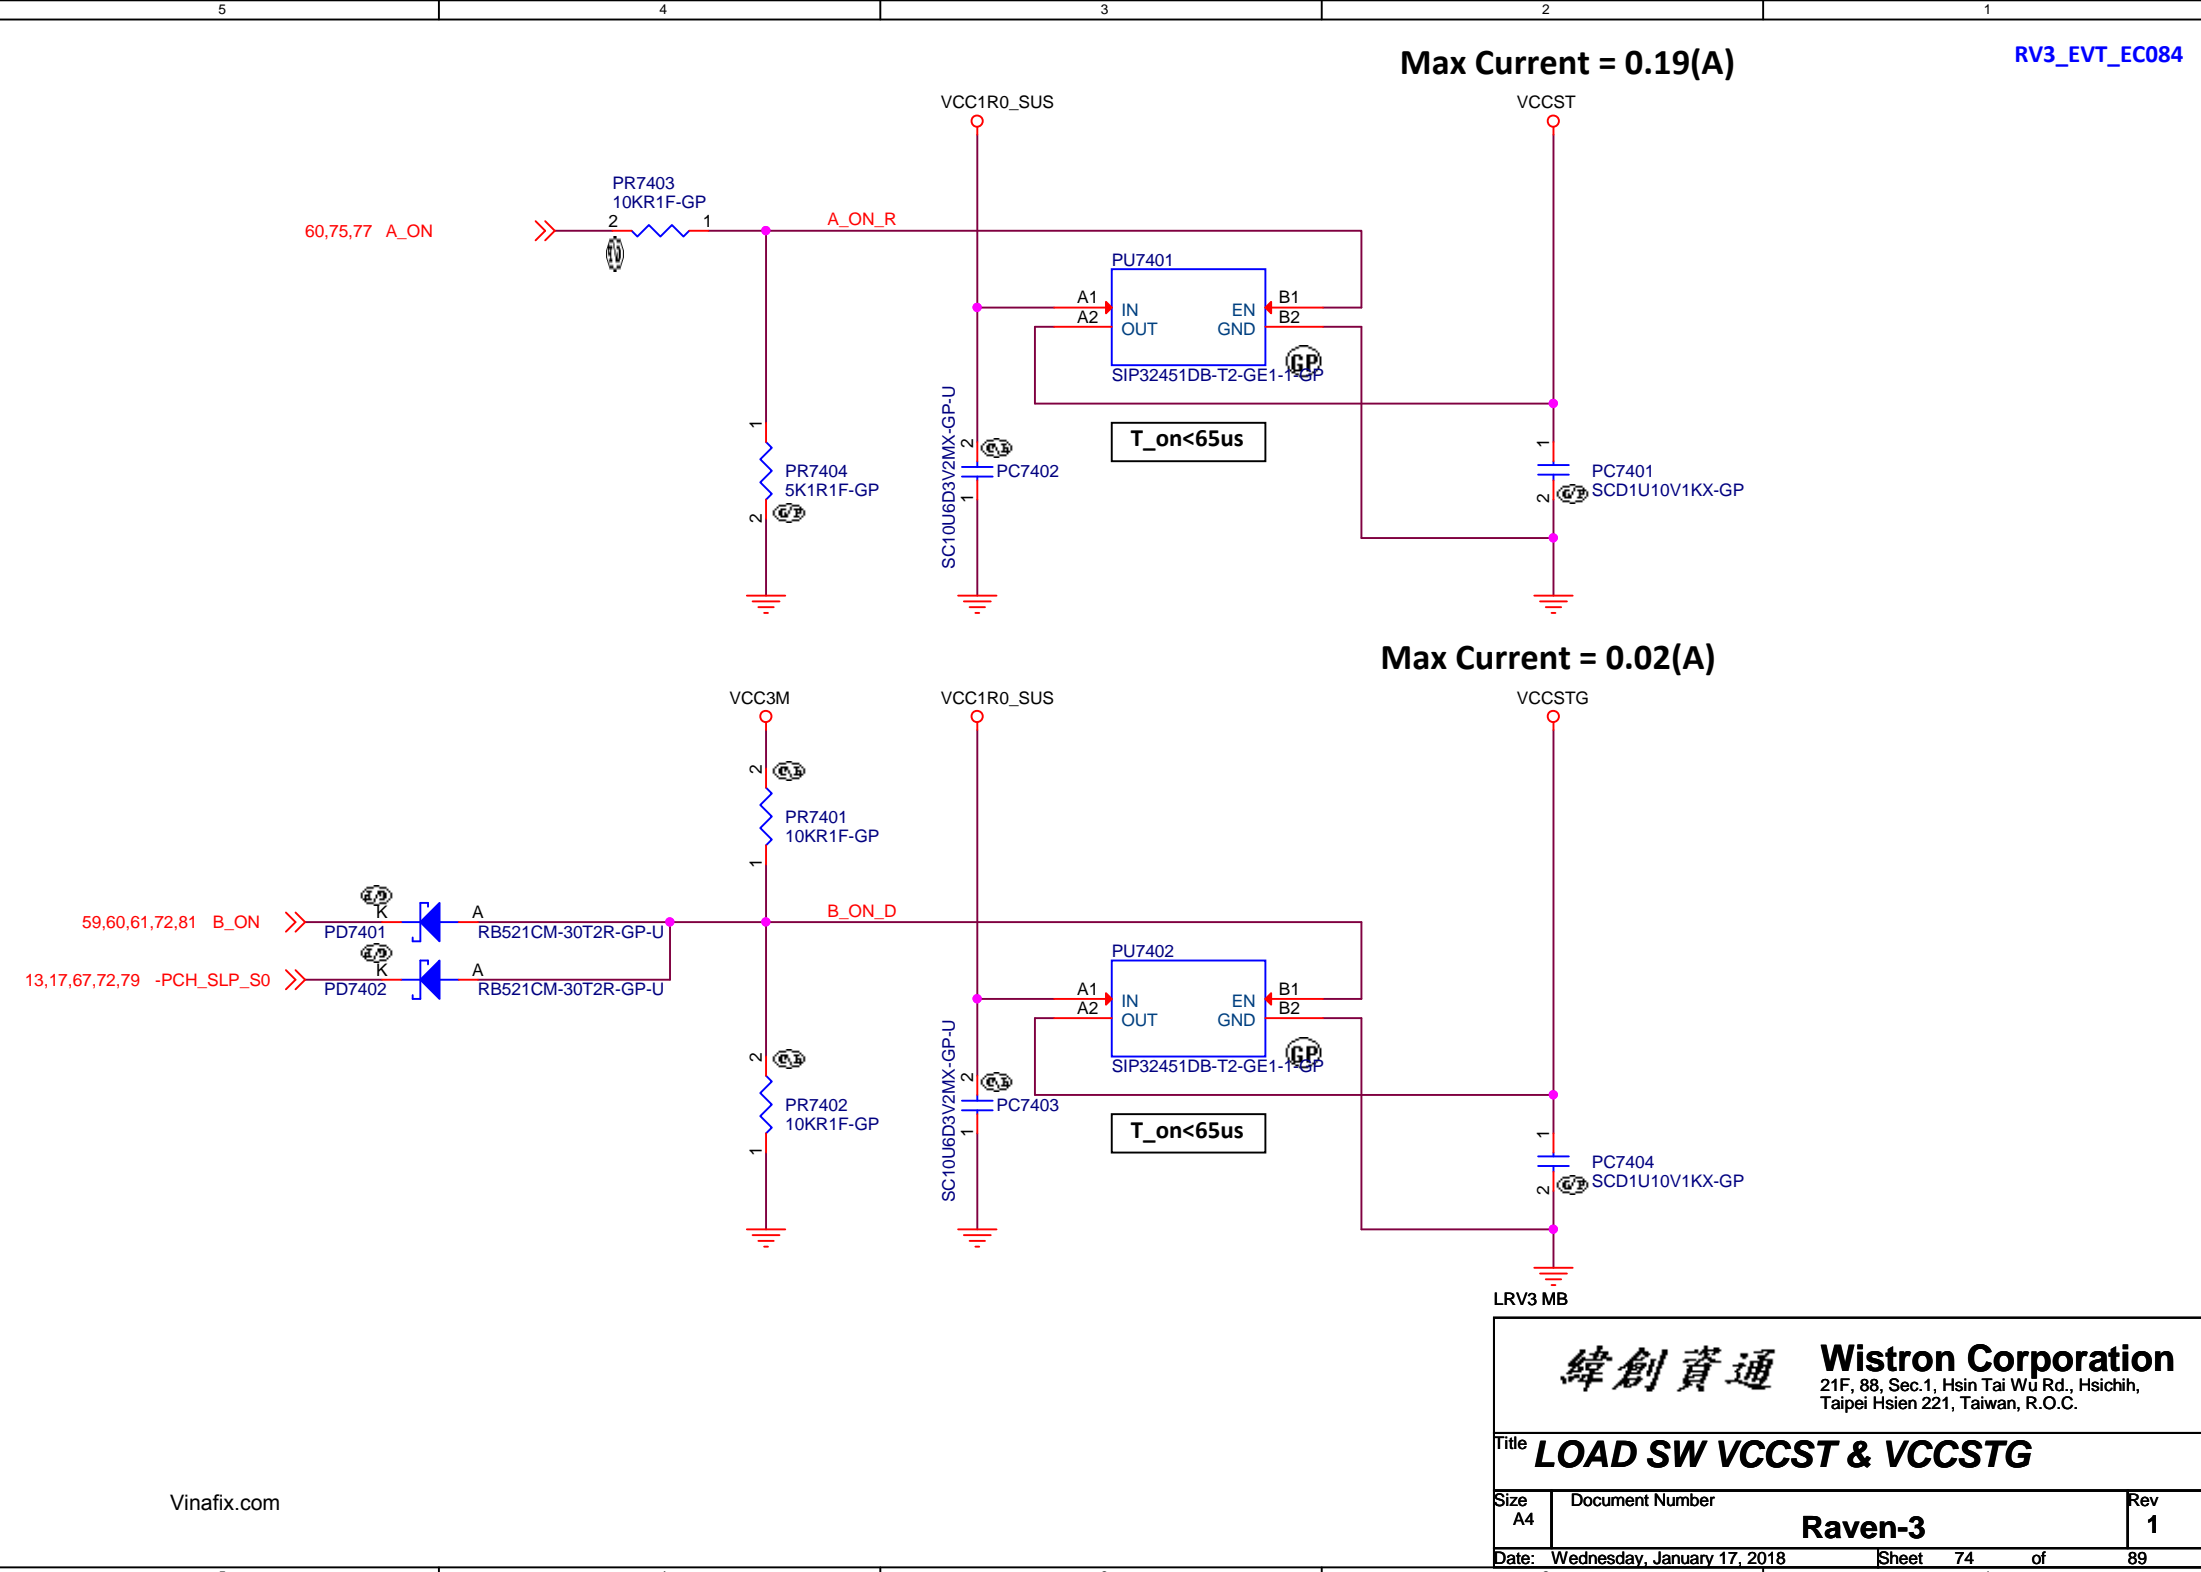 5 4 3 2 1
Max Current = 0.19(A)
RV3_EVT_EC084
VCC1R0_SUS
VCCST
PR7403
10KR1F-GP
2 1
60,75,77 A_ON
A_ON_R
PU7401
A1 IN EN B1
A2 OUT GND B2
GP
SIP32451DB-T2-GE1-1-GP
T_on<65us
1
PR7404
5K1R1F-GP
2
SC10U6D3V2MX-GP-U
2
PC7402
1
1
PC7401
SCD1U10V1KX-GP
2
Max Current = 0.02(A)
VCC3M
VCC1R0_SUS
VCCSTG
2
PR7401
10KR1F-GP
1
59,60,61,72,81 B_ON
K A
PD7401
RB521CM-30T2R-GP-U
B_ON_D
13,17,67,72,79 -PCH_SLP_S0
K A
PD7402
RB521CM-30T2R-GP-U
PU7402
A1 IN EN B1
A2 OUT GND B2
GP
SIP32451DB-T2-GE1-1-GP
T_on<65us
2
PR7402
10KR1F-GP
1
SC10U6D3V2MX-GP-U
2
PC7403
1
1
PC7404
SCD1U10V1KX-GP
2
LRV3 MB
緯創資通
Wistron Corporation
21F, 88, Sec.1, Hsin Tai Wu Rd., Hsichih,
Taipei Hsien 221, Taiwan, R.O.C.
Title LOAD SW VCCST & VCCSTG
Size Document Number Rev
A4 Raven-3 1
Date: Wednesday, January 17, 2018 Sheet 74 of 89
Vinafix.com